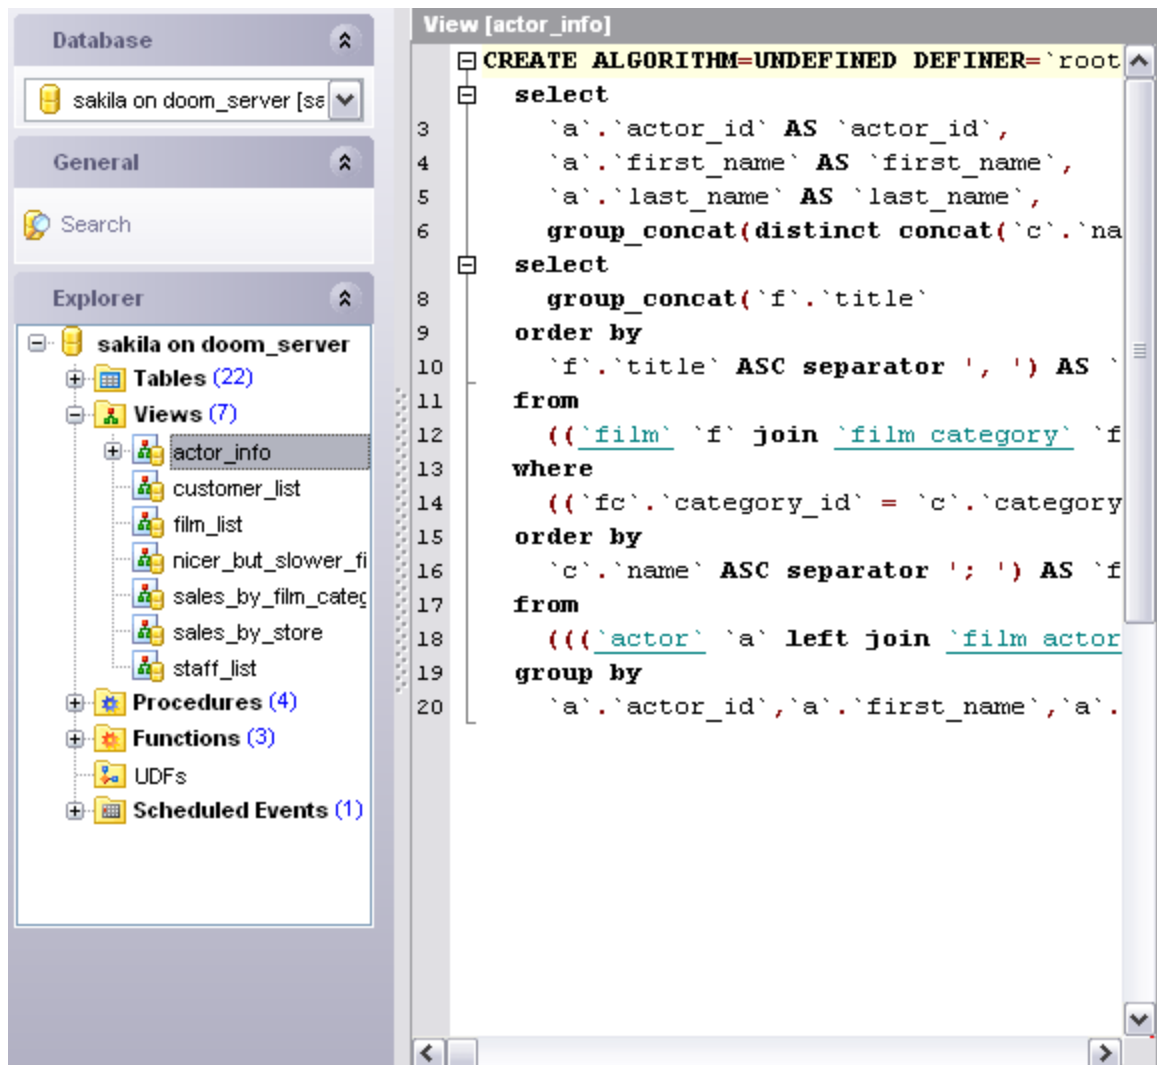 Database
sakila on doom_server [sa
General
Search
Explorer
sakila on doom_server
Tables (22)
Views (7)
actor_info
customer_list
film_list
nicer_but_slower_fi
sales_by_film_categ
sales_by_store
staff_list
Procedures (4)
Functions (3)
UDFs
Scheduled Events (1)
View [actor_info]
CREATE ALGORITHM=UNDEFINED DEFINER=`root
select
3 `a`.`actor_id` AS `actor_id`,
4 `a`.`first_name` AS `first_name`,
5 `a`.`last_name` AS `last_name`,
6 group_concat(distinct concat(`c`.`na
select
8 group_concat(`f`.`title`
9 order by
10 `f`.`title` ASC separator ', ') AS `
11 from
12 ((`film` `f` join `film_category` `f
13 where
14 ((`fc`.`category_id` = `c`.`category
15 order by
16 `c`.`name` ASC separator '; ') AS `f
17 from
18 (((`actor` `a` left join `film_actor
19 group by
20 `a`.`actor_id`,`a`.`first_name`,`a`.